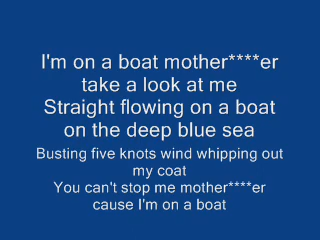 I'm on a boat mother****er
take a look at me
Straight flowing on a boat
on the deep blue sea
Busting five knots wind whipping out
my coat
You can't stop me mother****er
cause I'm on a boat